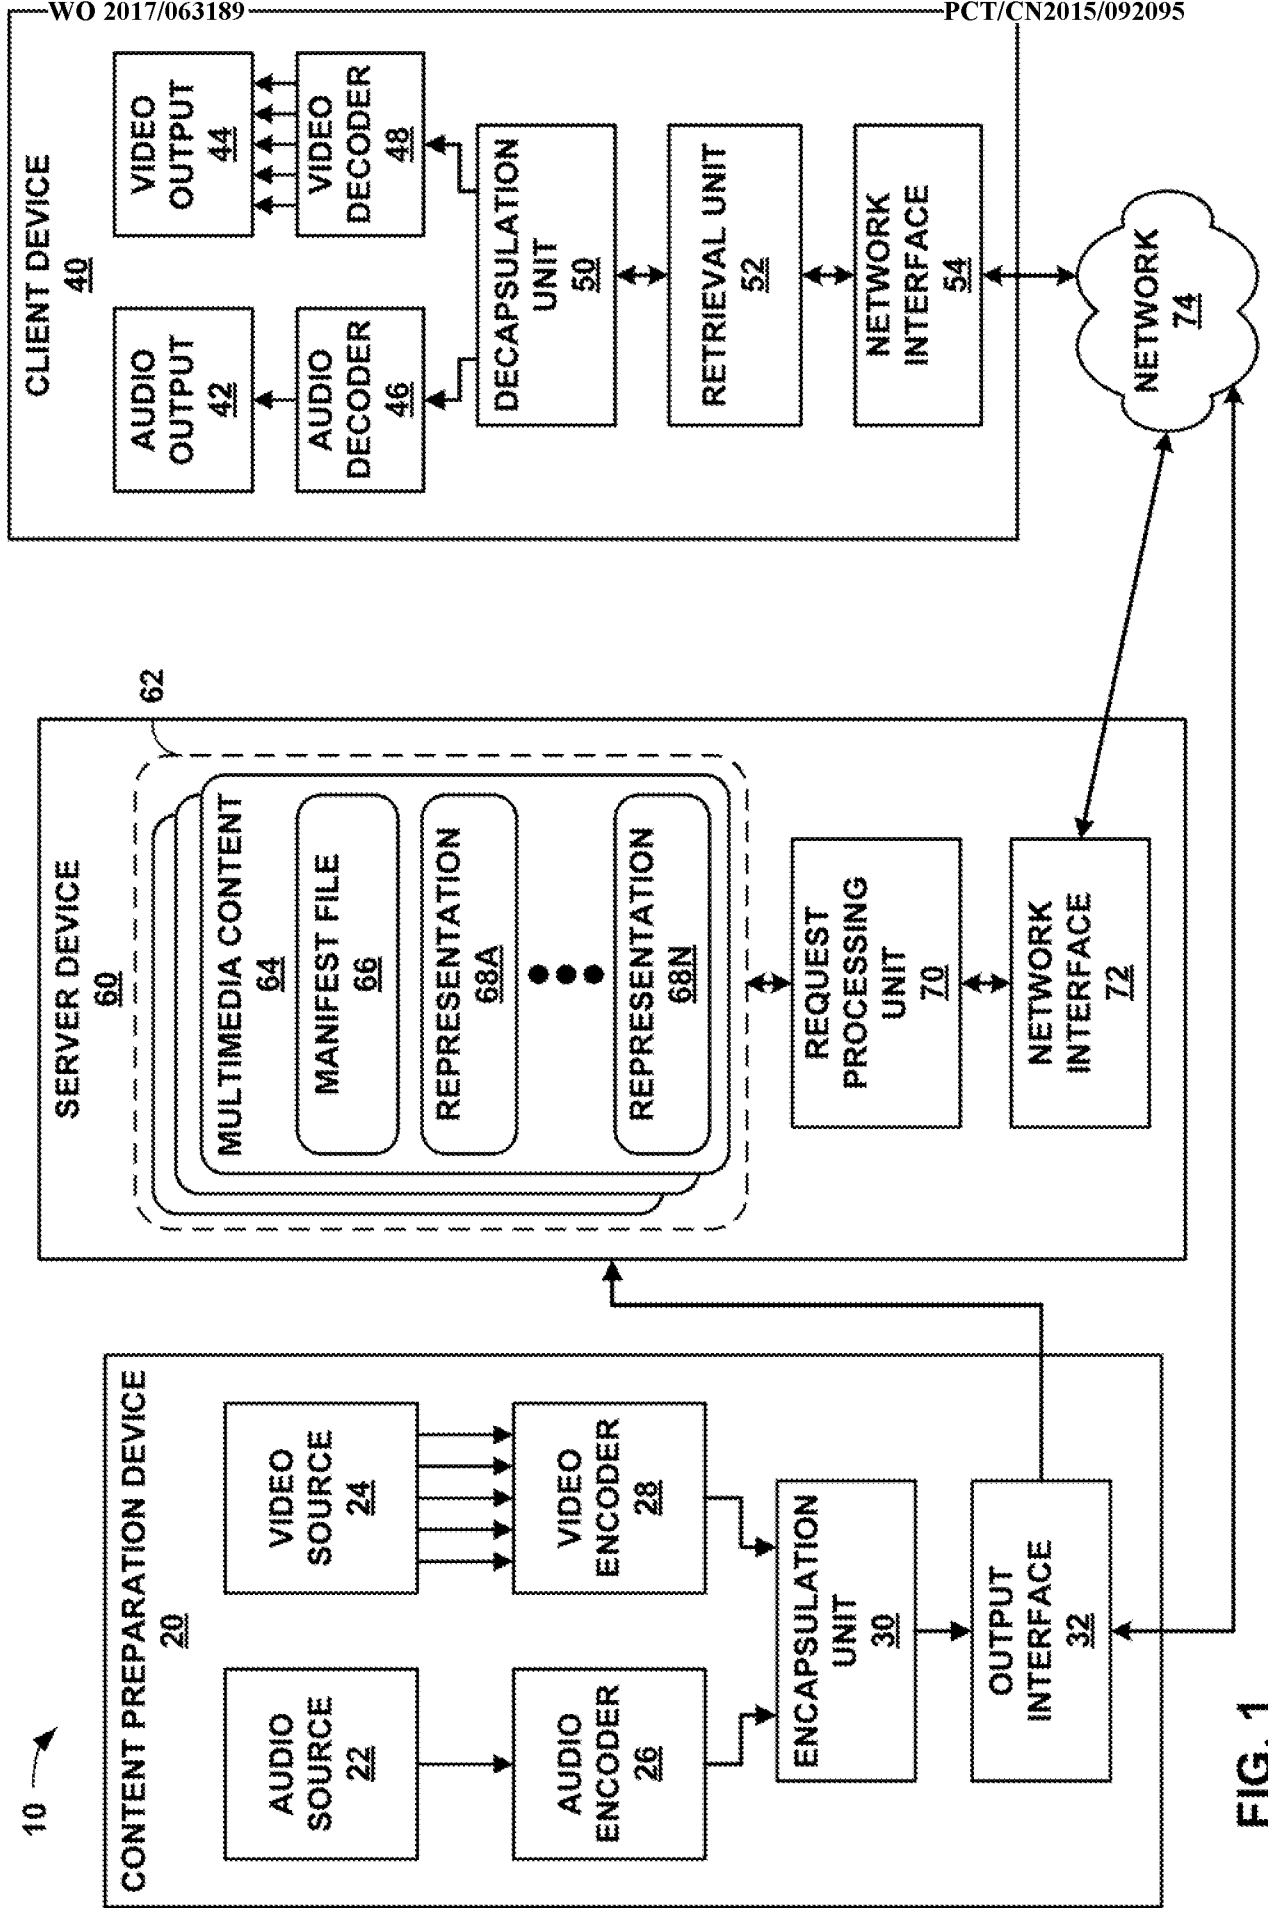 WO 2017/063189
PCT/CN2015/092095
10
CONTENT PREPARATION DEVICE
20
AUDIO
SOURCE
22
VIDEO
SOURCE
24
AUDIO
ENCODER
26
VIDEO
ENCODER
28
ENCAPSULATION
UNIT
30
OUTPUT
INTERFACE
32
SERVER DEVICE
60
62
MULTIMEDIA CONTENT
64
MANIFEST FILE
66
REPRESENTATION
68A
REPRESENTATION
68N
REQUEST
PROCESSING
UNIT
70
NETWORK
INTERFACE
72
CLIENT DEVICE
40
AUDIO
OUTPUT
42
VIDEO
OUTPUT
44
AUDIO
DECODER
46
VIDEO
DECODER
48
DECAPSULATION
UNIT
50
RETRIEVAL UNIT
52
NETWORK
INTERFACE
54
NETWORK
74
FIG. 1